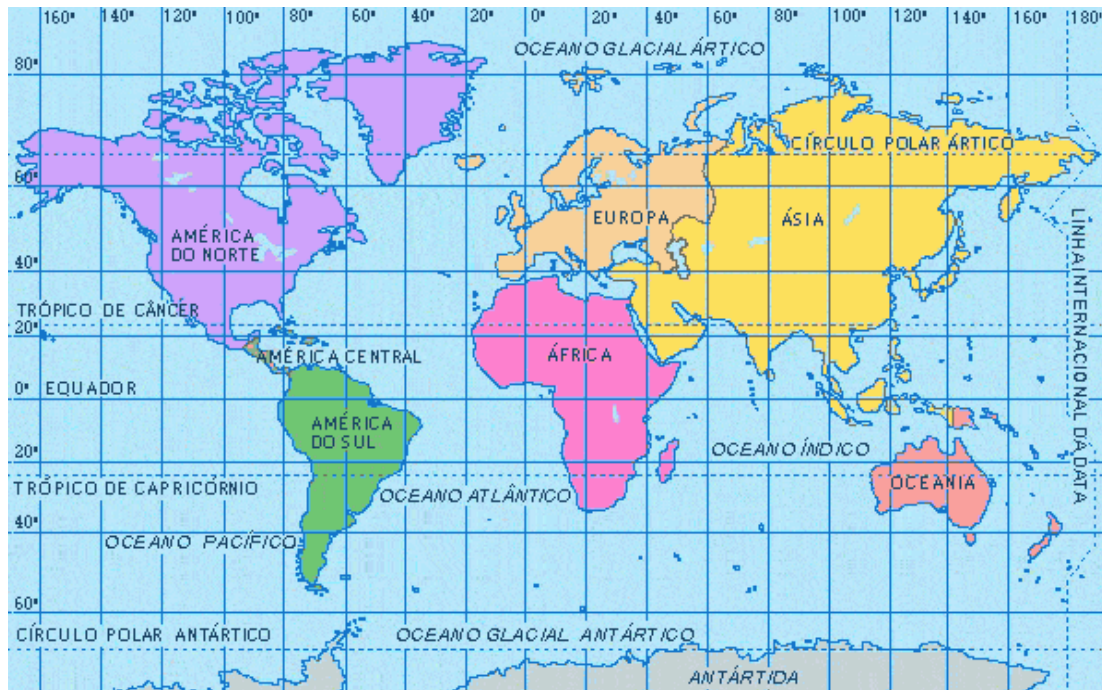 160° 140° 120° 100° 80° 60° 40° 20° 0° 20° 40° 60° 80° 100° 120° 140° 160° 180°
OCEANO GLACIAL ÁRTICO
80°
CÍRCULO POLAR ÁRTICO
60°
EUROPA
ÁSIA
AMÉRICA
DO NORTE
LINHA INTERNACIONAL DA DATA
40°
TRÓPICO DE CÂNCER
20°
AMÉRICA CENTRAL
ÁFRICA
0° EQUADOR
AMÉRICA
DO SUL
OCEANO ÍNDICO
20°
OCEANIA
TRÓPICO DE CAPRICÓRNIO
OCEANO ATLÂNTICO
40°
OCEANO PACÍFICO
60°
CÍRCULO POLAR ANTÁRTICO
OCEANO GLACIAL ANTÁRTICO
ANTÁRTIDA